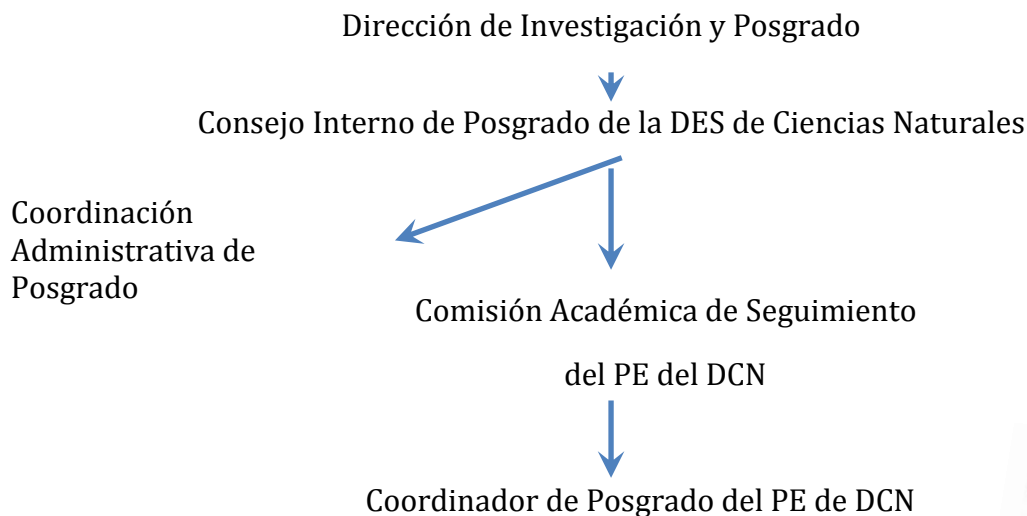 Dirección de Investigación y Posgrado
Consejo Interno de Posgrado de la DES de Ciencias Naturales
Coordinación
Administrativa de
Posgrado
Comisión Académica de Seguimiento
del PE del DCN
Coordinador de Posgrado del PE de DCN